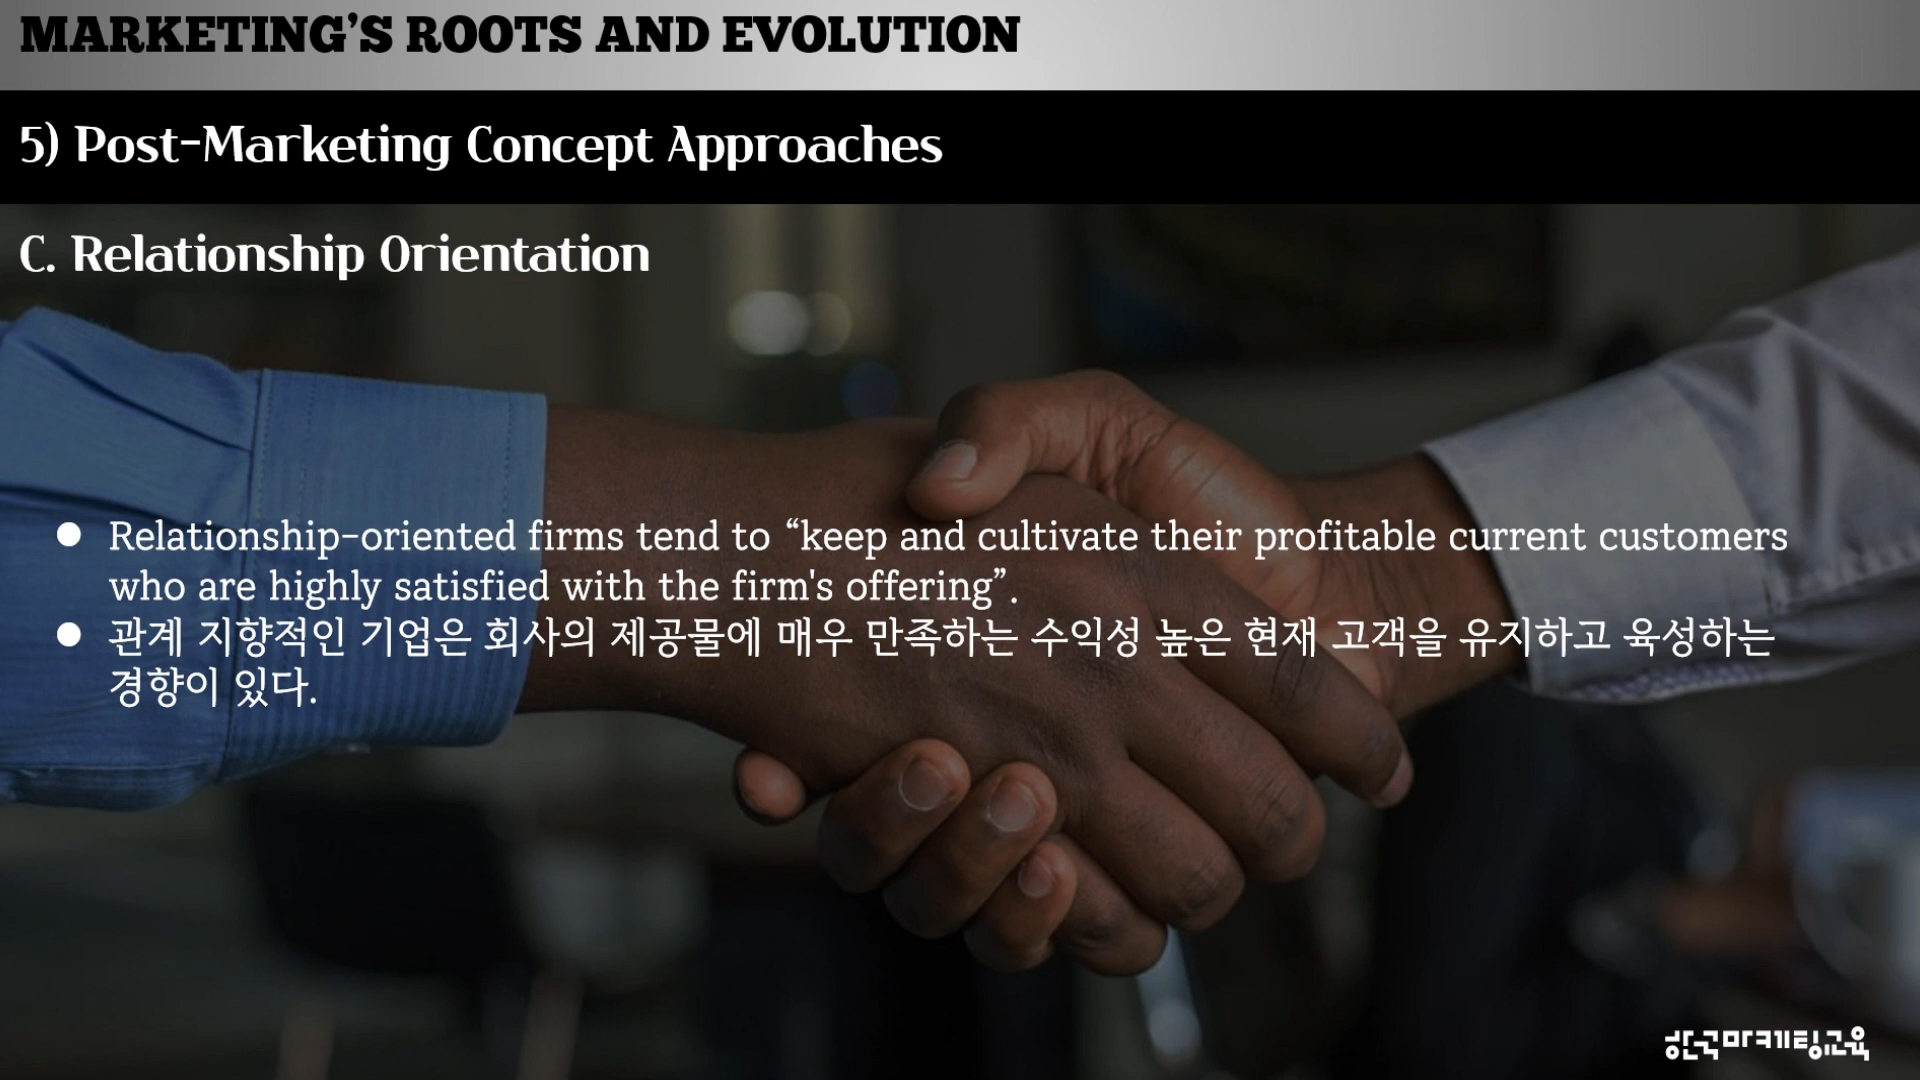 MARKETING’S ROOTS AND EVOLUTION
5) Post-Marketing Concept Approaches
C. Relationship Orientation
● Relationship-oriented firms tend to “keep and cultivate their profitable current customers
who are highly satisfied with the firm's offering”.
● 관계 지향적인 기업은 회사의 제공물에 매우 만족하는 수익성 높은 현재 고객을 유지하고 육성하는
경향이 있다.
한국마케팅교육